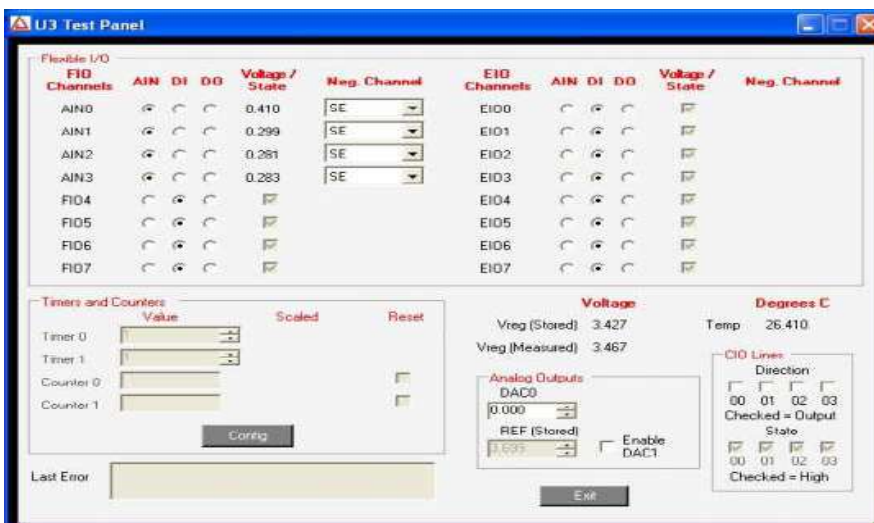 U3 Test Panel
Flexible I/O
FIO Channels AIN DI DO Voltage / State Neg. Channel EIO Channels AIN DI DO Voltage / State Neg. Channel
AIN0 0.410 SE EIO0
AIN1 0.299 SE EIO1
AIN2 0.281 SE EIO2
AIN3 0.283 SE EIO3
FIO4 EIO4
FIO5 EIO5
FIO6 EIO6
FIO7 EIO7
Timers and Counters
Value Scaled Reset
Timer 0
Timer 1
Counter 0
Counter 1
Config
Last Error
Voltage
Vreg (Stored) 3.427
Vreg (Measured) 3.467
Analog Outputs
DAC0
0.000
REF (Stored)
Enable DAC1
Exit
Degrees C
Temp 26.410
CIO Lines
Direction
00 01 02 03
Checked = Output
State
00 01 02 03
Checked = High